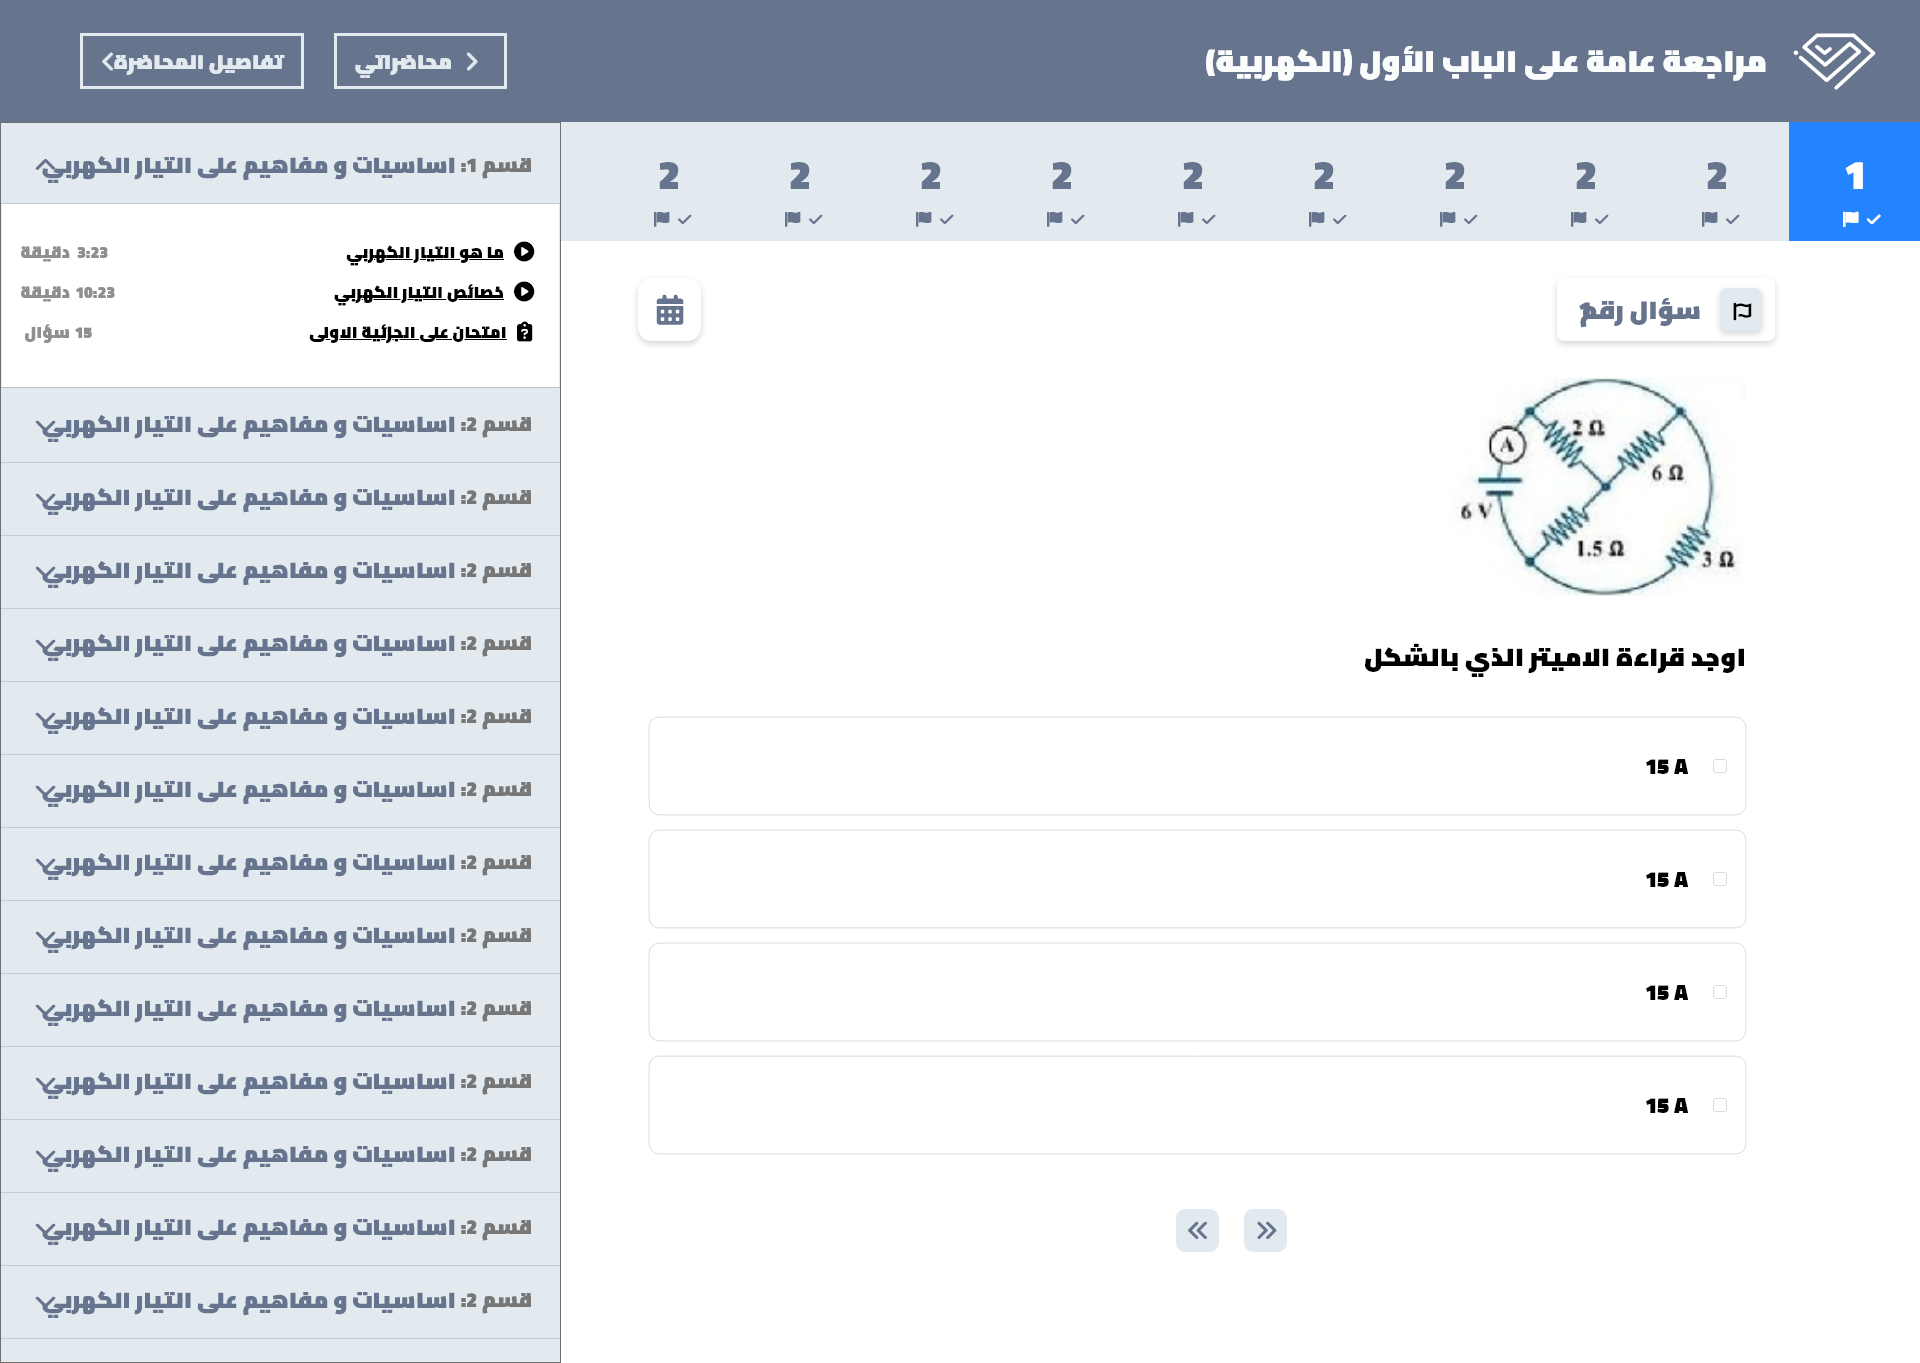 مراجعة عامة على الباب الأول (الكهربية)
محاضراتي
تفاصيل المحاضرة
1
2
2
2
2
2
2
2
2
2
سؤال رقم 1
2 Ω
A
6 Ω
6 V
1.5 Ω
3 Ω
اوجد قراءة الاميتر الذي بالشكل
15 A
15 A
15 A
15 A
قسم 1: اساسيات و مفاهيم على التيار الكهربي
ما هو التيار الكهربي 3:23 دقيقة
خصائص التيار الكهربي 10:23 دقيقة
امتحان على الجزئية الاولى 15 سؤال
قسم 2: اساسيات و مفاهيم على التيار الكهربي
قسم 2: اساسيات و مفاهيم على التيار الكهربي
قسم 2: اساسيات و مفاهيم على التيار الكهربي
قسم 2: اساسيات و مفاهيم على التيار الكهربي
قسم 2: اساسيات و مفاهيم على التيار الكهربي
قسم 2: اساسيات و مفاهيم على التيار الكهربي
قسم 2: اساسيات و مفاهيم على التيار الكهربي
قسم 2: اساسيات و مفاهيم على التيار الكهربي
قسم 2: اساسيات و مفاهيم على التيار الكهربي
قسم 2: اساسيات و مفاهيم على التيار الكهربي
قسم 2: اساسيات و مفاهيم على التيار الكهربي
قسم 2: اساسيات و مفاهيم على التيار الكهربي
قسم 2: اساسيات و مفاهيم على التيار الكهربي